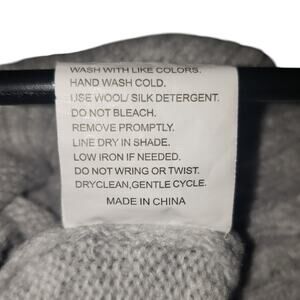 WASH WITH LIKE COLORS.
HAND WASH COLD.
USE WOOL/ SILK DETERGENT.
DO NOT BLEACH.
REMOVE PROMPTLY.
LINE DRY IN SHADE.
LOW IRON IF NEEDED.
DO NOT WRING OR TWIST.
DRYCLEAN,GENTLE CYCLE.
MADE IN CHINA